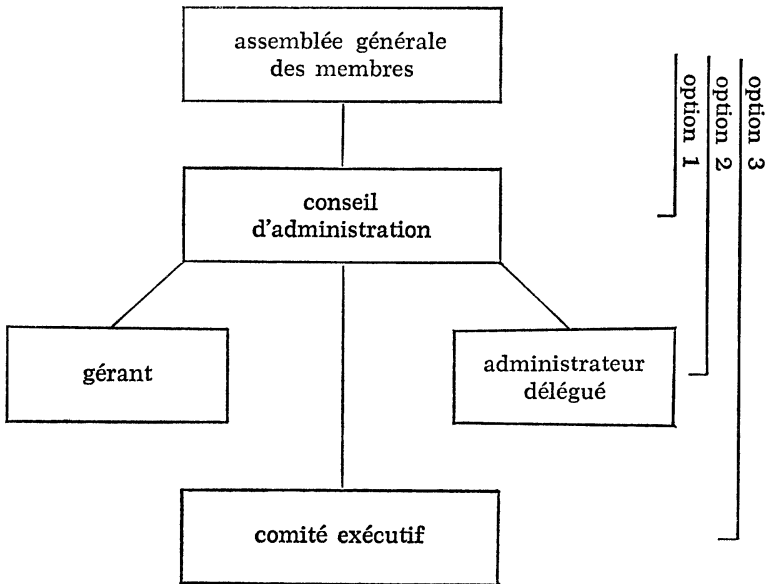 assemblée générale
des membres
option 1
option 2
option 3
conseil
d'administration
gérant
administrateur
délégué
comité exécutif